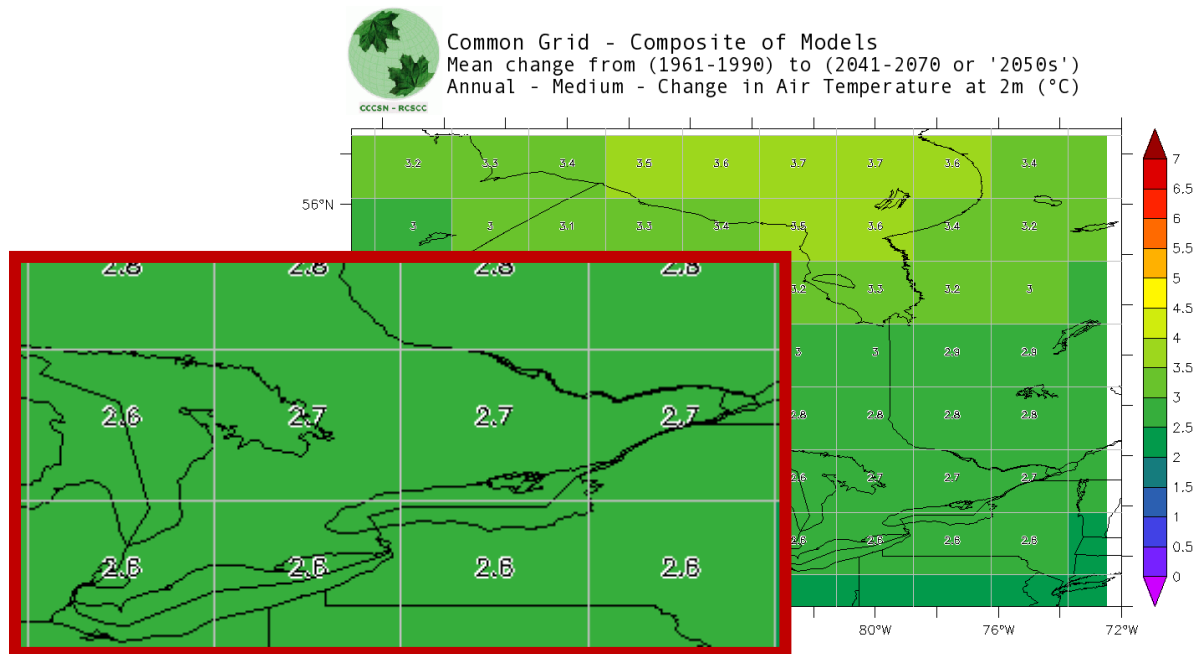 Common Grid - Composite of Models
Mean change from (1961-1990) to (2041-2070 or '2050s')
Annual - Medium - Change in Air Temperature at 2m (°C)
CCCSN - RCSCC
3.2 3.3 3.4 3.5 3.6 3.7 3.7 3.6 3.4
56°N
3 3 3.1 3.3 3.4 3.5 3.6 3.4 3.2
3.2 3.3 3.2 3
3 3 2.9 2.9
2.8 2.8 2.8 2.8
2.6 2.7 2.7 2.7
2.6 2.6 2.6 2.6
80°W 76°W 72°W
2.8 2.8 2.8 2.8
2.6 2.7 2.7 2.7
2.6 2.6 2.6 2.6
7
6.5
6
5.5
5
4.5
4
3.5
3
2.5
2
1.5
1
0.5
0